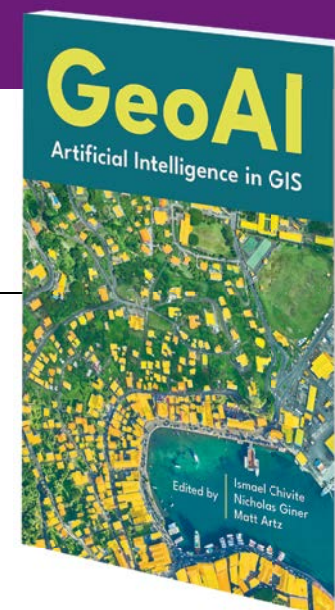 GeoAI
Artificial Intelligence in GIS
Edited by
Ismael Chivite
Nicholas Giner
Matt Artz